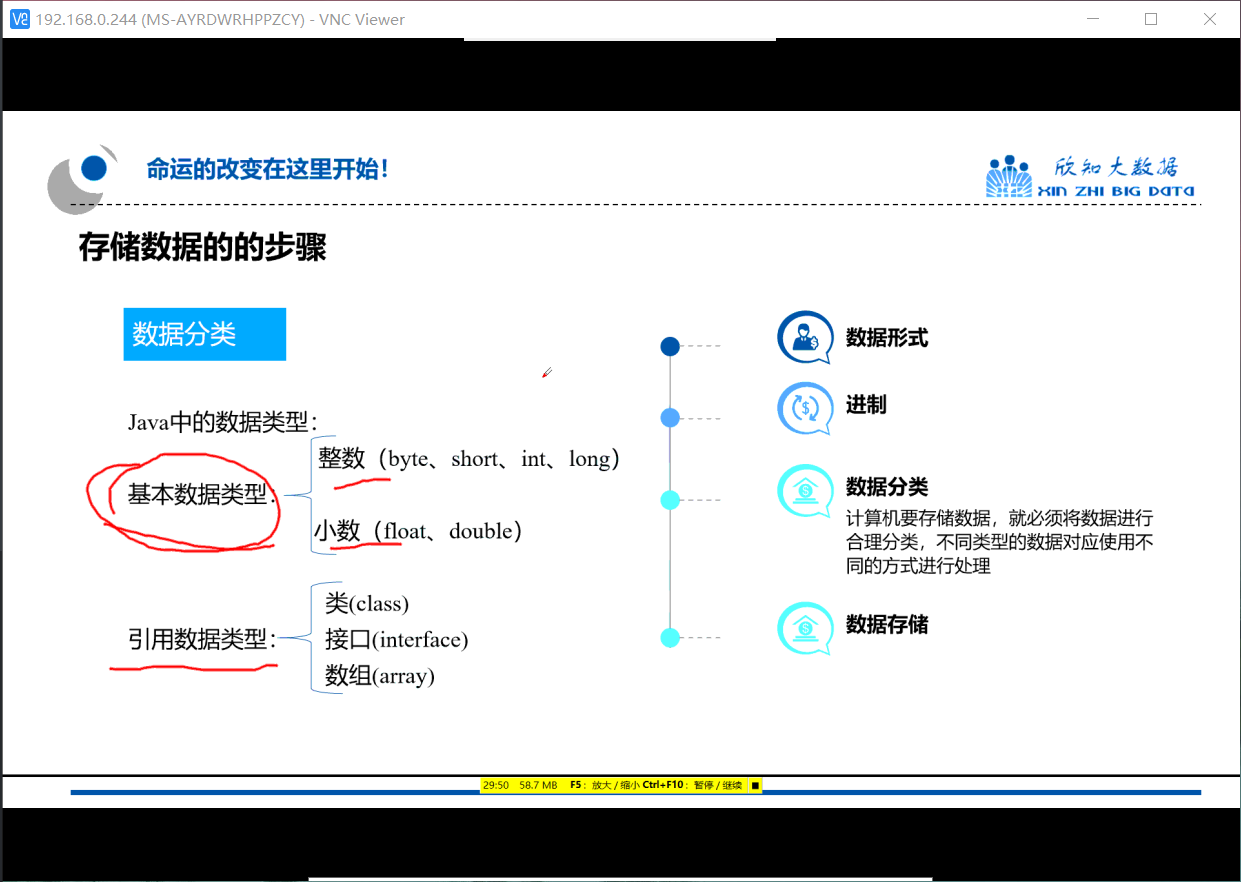 192.168.0.244 (MS-AYRDWRHPPZCY) - VNC Viewer
命运的改变在这里开始！
欣知大数据
XIN ZHI BIG DATA
存储数据的的步骤
数据分类
Java中的数据类型：
基本数据类型：
整数（byte、short、int、long）
小数（float、double）
引用数据类型：
类(class)
接口(interface)
数组(array)
数据形式
进制
数据分类
计算机要存储数据，就必须将数据进行
合理分类，不同类型的数据对应使用不
同的方式进行处理
数据存储
29:50 58.7 MB F5：放大 / 缩小 Ctrl+F10：暂停 / 继续